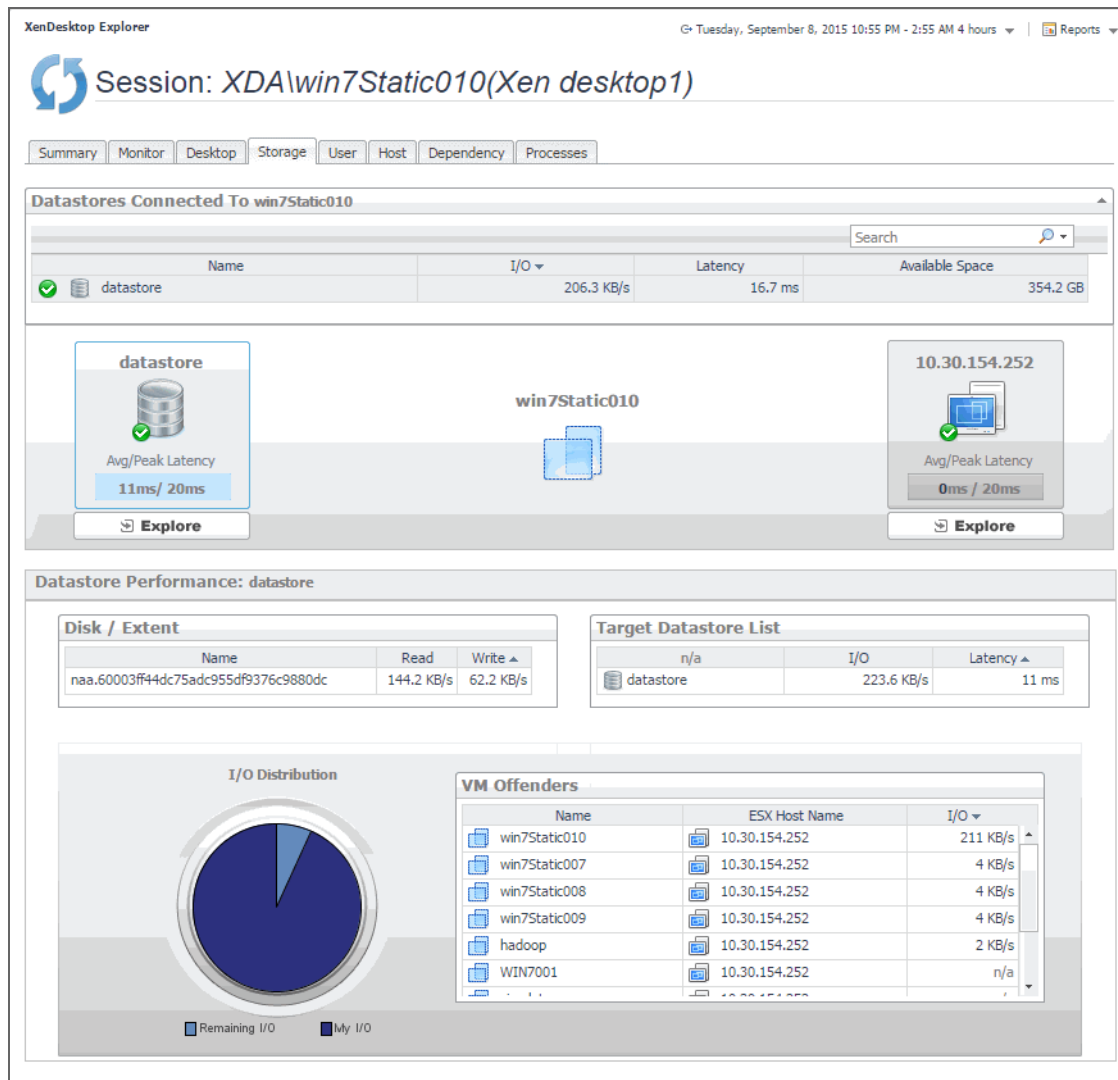 XenDesktop Explorer
Tuesday, September 8, 2015 10:55 PM - 2:55 AM 4 hours | Reports
Session: XDA\win7Static010(Xen desktop1)
Summary Monitor Desktop Storage User Host Dependency Processes
Datastores Connected To win7Static010
Search
Name I/O Latency Available Space
datastore 206.3 KB/s 16.7 ms 354.2 GB
datastore
Avg/Peak Latency
11ms/ 20ms
Explore
win7Static010
10.30.154.252
Avg/Peak Latency
0ms / 20ms
Explore
Datastore Performance: datastore
Disk / Extent
Name Read Write
naa.60003ff44dc75adc955df9376c9880dc 144.2 KB/s 62.2 KB/s
Target Datastore List
n/a I/O Latency
datastore 223.6 KB/s 11 ms
I/O Distribution
Remaining I/O My I/O
VM Offenders
Name ESX Host Name I/O
win7Static010 10.30.154.252 211 KB/s
win7Static007 10.30.154.252 4 KB/s
win7Static008 10.30.154.252 4 KB/s
win7Static009 10.30.154.252 4 KB/s
hadoop 10.30.154.252 2 KB/s
WIN7001 10.30.154.252 n/a